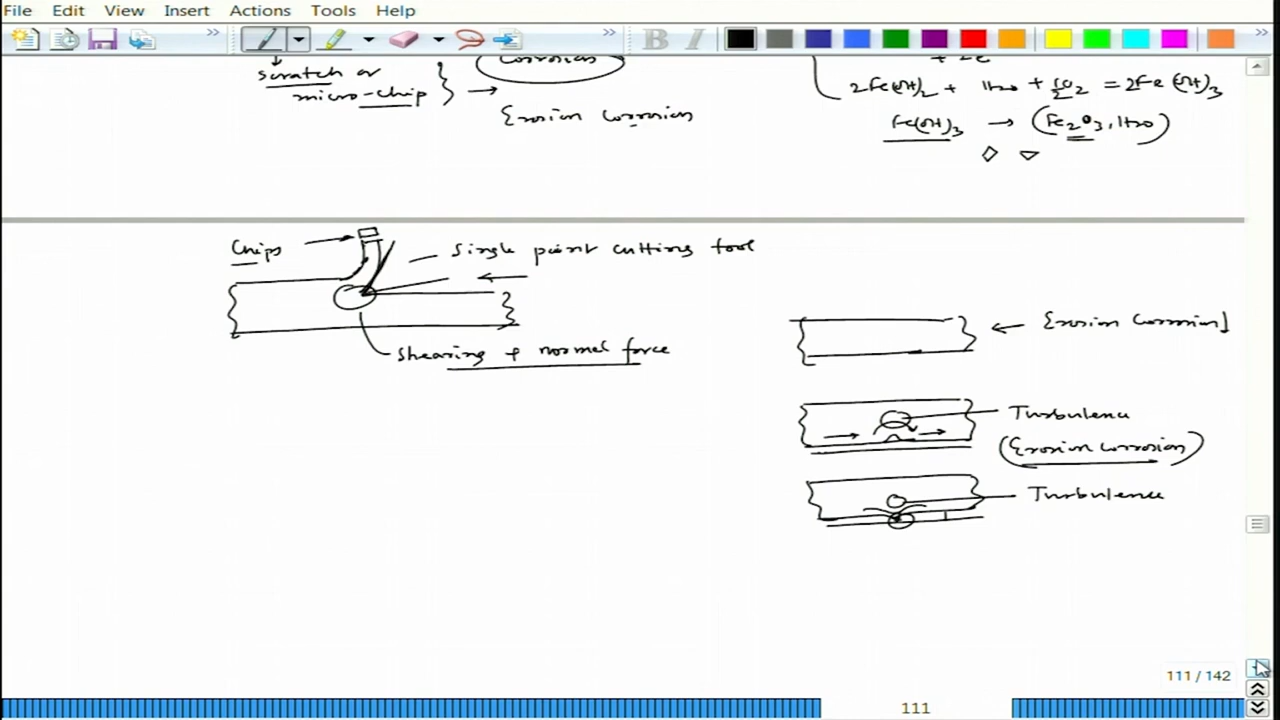 File Edit View Insert Actions Tools Help
scratch or
micro-chip
Corrosion
Erosion Corrosion
2Fe(OH)2 + H2O + ½O2 = 2Fe(OH)3
Fe(OH)3 → (Fe2O3, H2O)
Chips
Single point cutting tool
Shearing + normal force
Erosion Corrosion]
Turbulence
(Erosion corrosion)
Turbulence
111 / 142
111